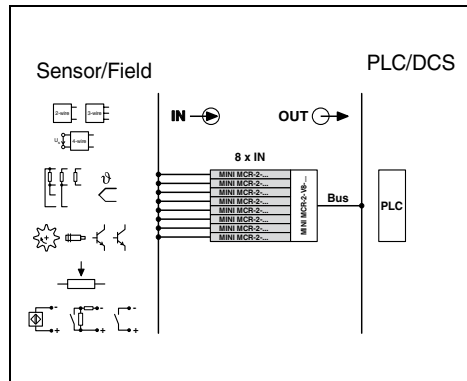 Sensor/Field
PLC/DCS
2-wire
3-wire
4-wire
IN
OUT
8 x IN
MINI MCR-2-...
MINI MCR-2-...
MINI MCR-2-...
MINI MCR-2-...
MINI MCR-2-...
MINI MCR-2-...
MINI MCR-2-...
MINI MCR-2-...
MINI MCR-2-V8-...
Bus
PLC
ϑ
- - -
+ + +